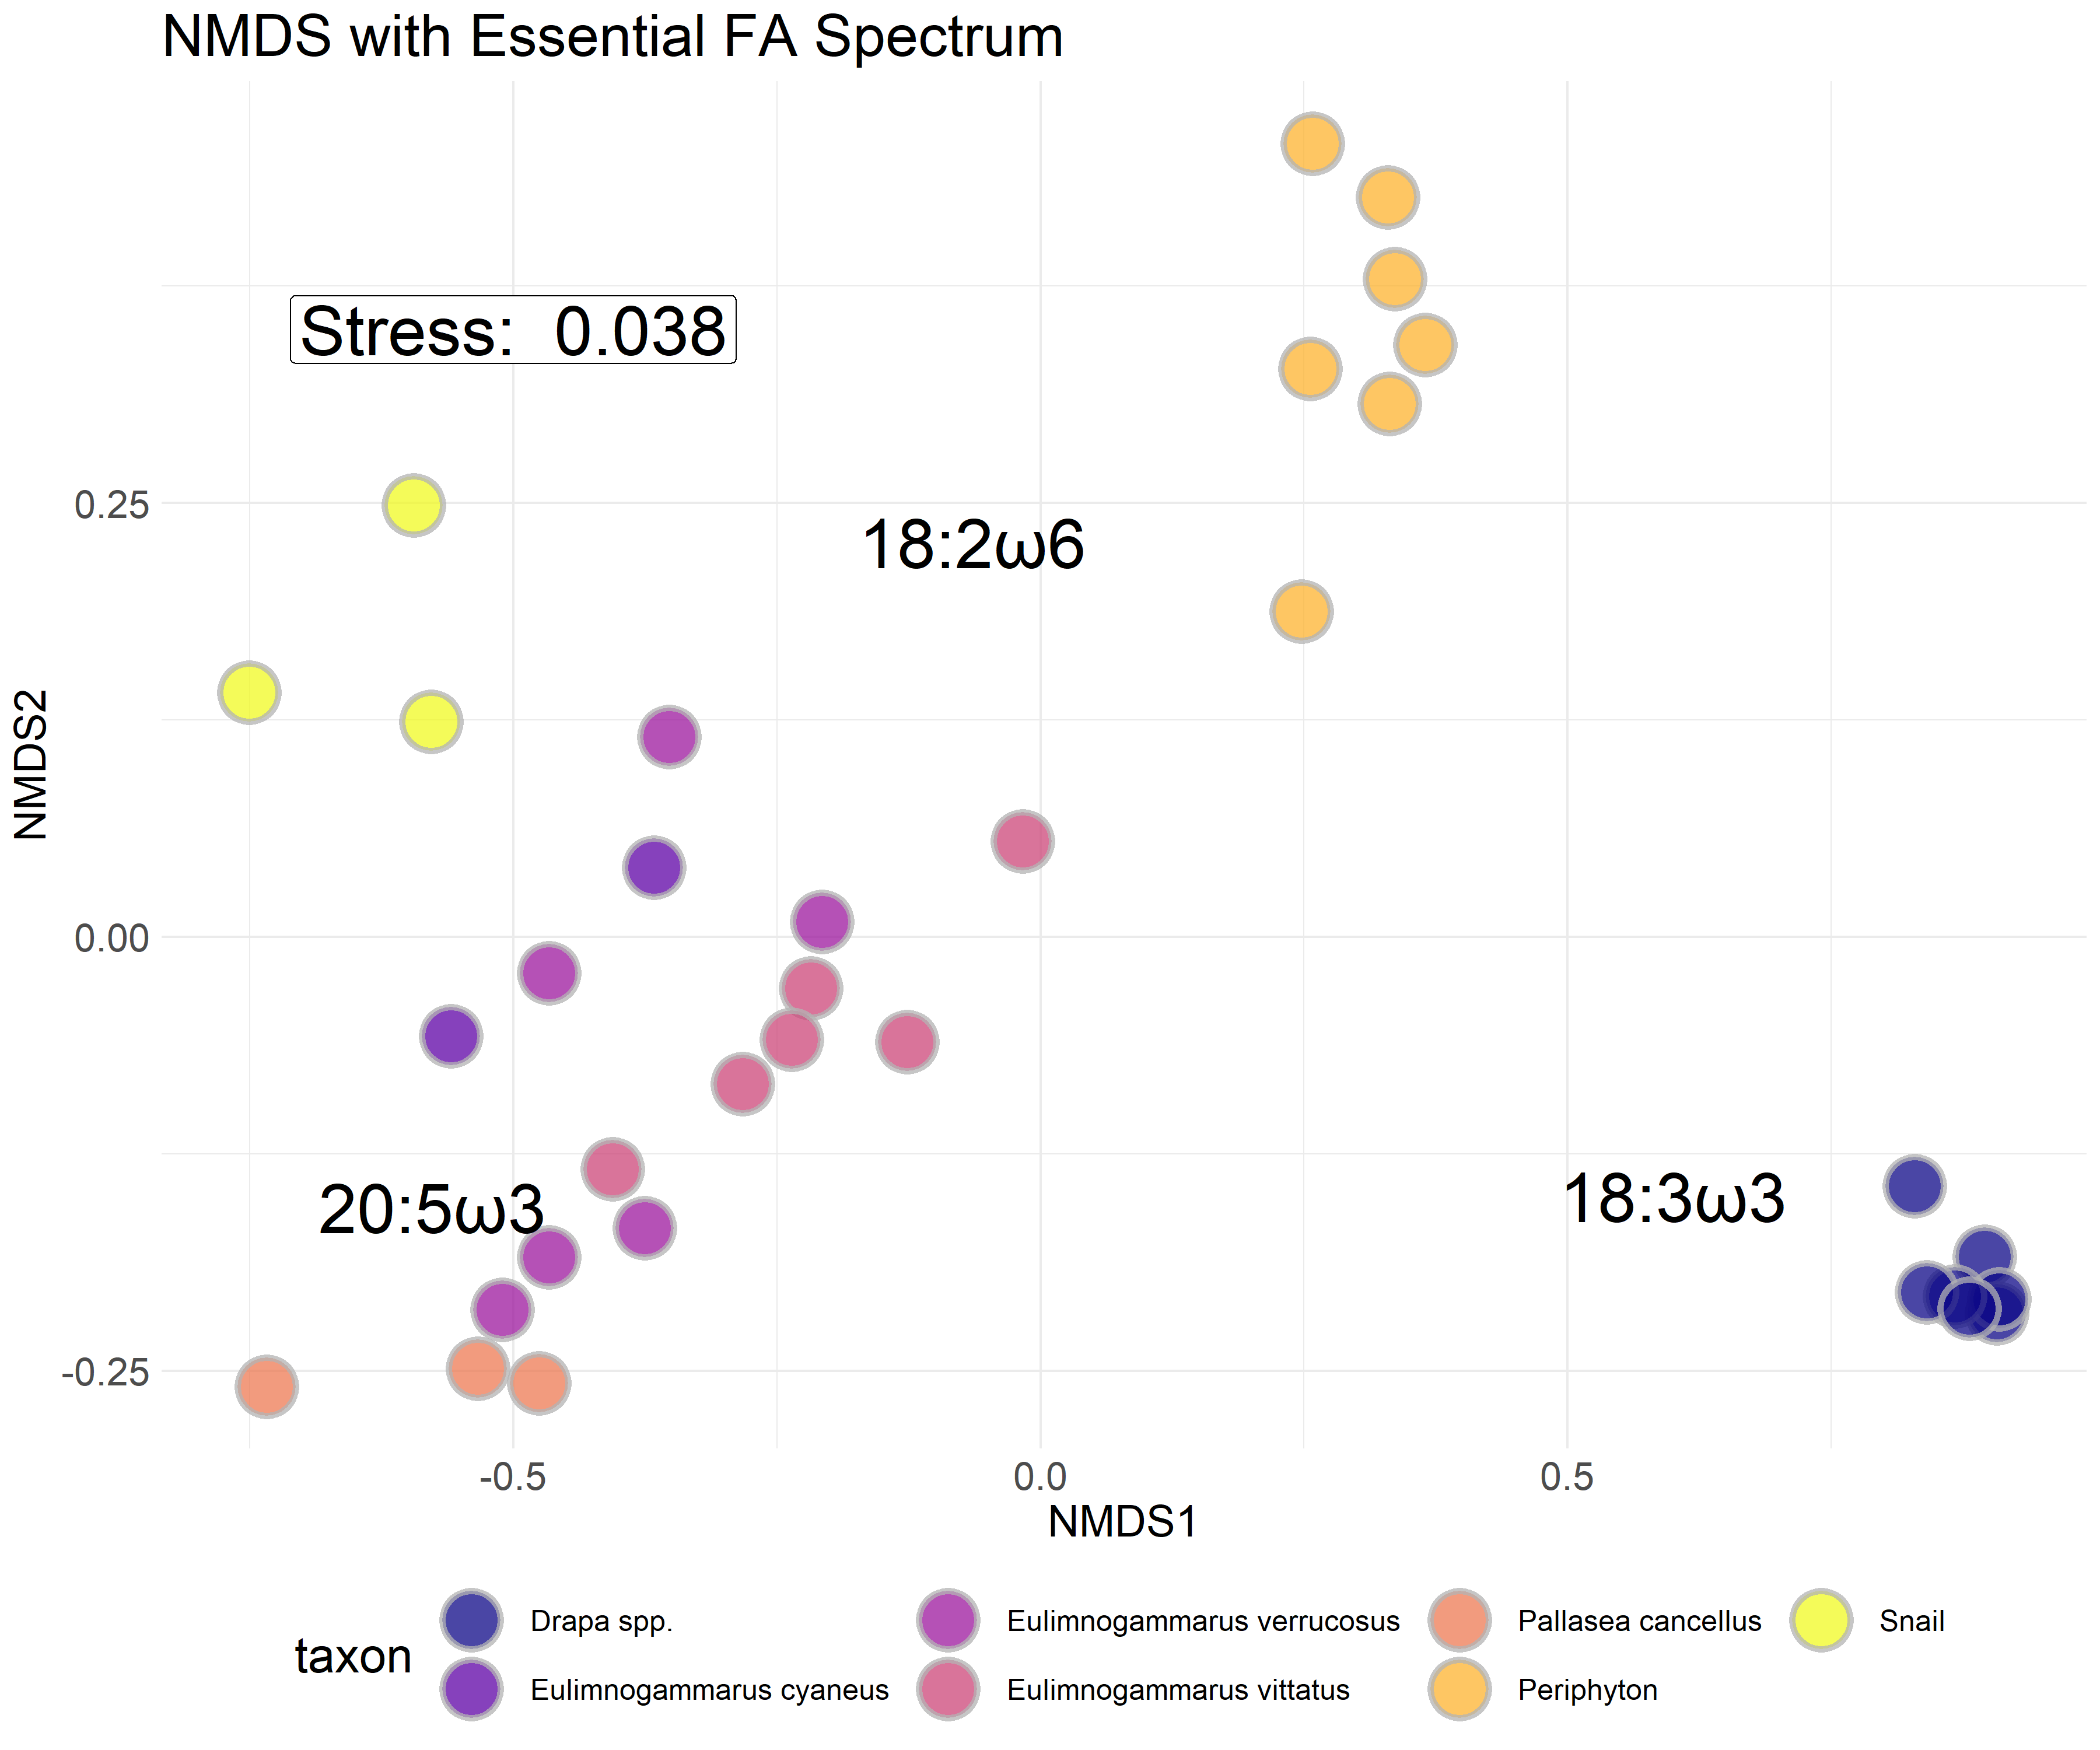 NMDS with Essential FA Spectrum
Stress:  0.038
0.25
18:2ω6
NMDS2
0.00
20:5ω3
18:3ω3
-0.25
-0.5
0.0
0.5
NMDS1
taxon
Drapa spp.
Eulimnogammarus verrucosus
Pallasea cancellus
Snail
Eulimnogammarus cyaneus
Eulimnogammarus vittatus
Periphyton